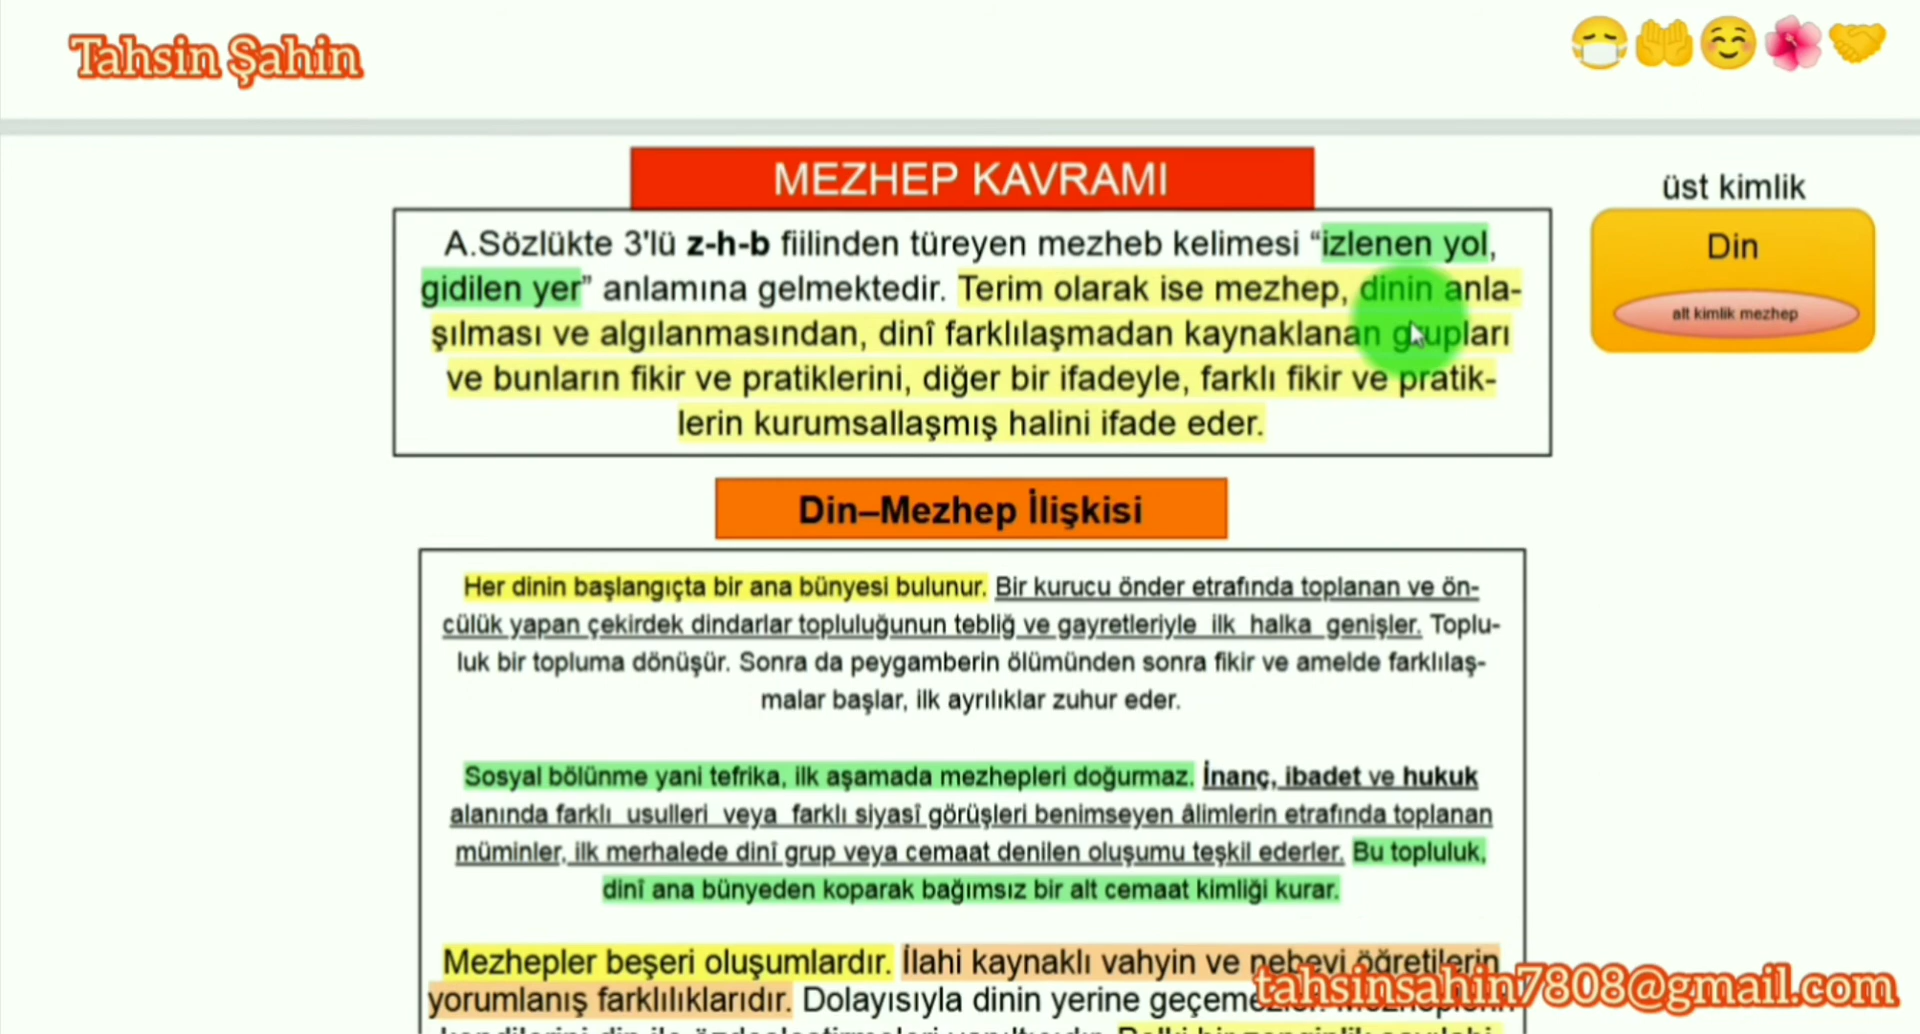 Tahsin Şahin
MEZHEP KAVRAMI
üst kimlik
Din
alt kimlik mezhep
A.Sözlükte 3'lü z-h-b fiilinden türeyen mezheb kelimesi “izlenen yol,
gidilen yer” anlamına gelmektedir. Terim olarak ise mezhep, dinin anla-
şılması ve algılanmasından, dinî farklılaşmadan kaynaklanan grupları
ve bunların fikir ve pratiklerini, diğer bir ifadeyle, farklı fikir ve pratik-
lerin kurumsallaşmış halini ifade eder.
Din–Mezhep İlişkisi
Her dinin başlangıçta bir ana bünyesi bulunur. Bir kurucu önder etrafında toplanan ve ön-
cülük yapan çekirdek dindarlar topluluğunun tebliğ ve gayretleriyle ilk halka genişler. Toplu-
luk bir topluma dönüşür. Sonra da peygamberin ölümünden sonra fikir ve amelde farklılaş-
malar başlar, ilk ayrılıklar zuhur eder.
Sosyal bölünme yani tefrika, ilk aşamada mezhepleri doğurmaz. İnanç, ibadet ve hukuk
alanında farklı usulleri veya farklı siyasî görüşleri benimseyen âlimlerin etrafında toplanan
müminler, ilk merhalede dinî grup veya cemaat denilen oluşumu teşkil ederler. Bu topluluk,
dinî ana bünyeden koparak bağımsız bir alt cemaat kimliği kurar.
Mezhepler beşeri oluşumlardır. İlahi kaynaklı vahyin ve nebevi öğretilerin
yorumlanış farklılıklarıdır. Dolayısıyla dinin yerine
tahsinsahin7808@gmail.com